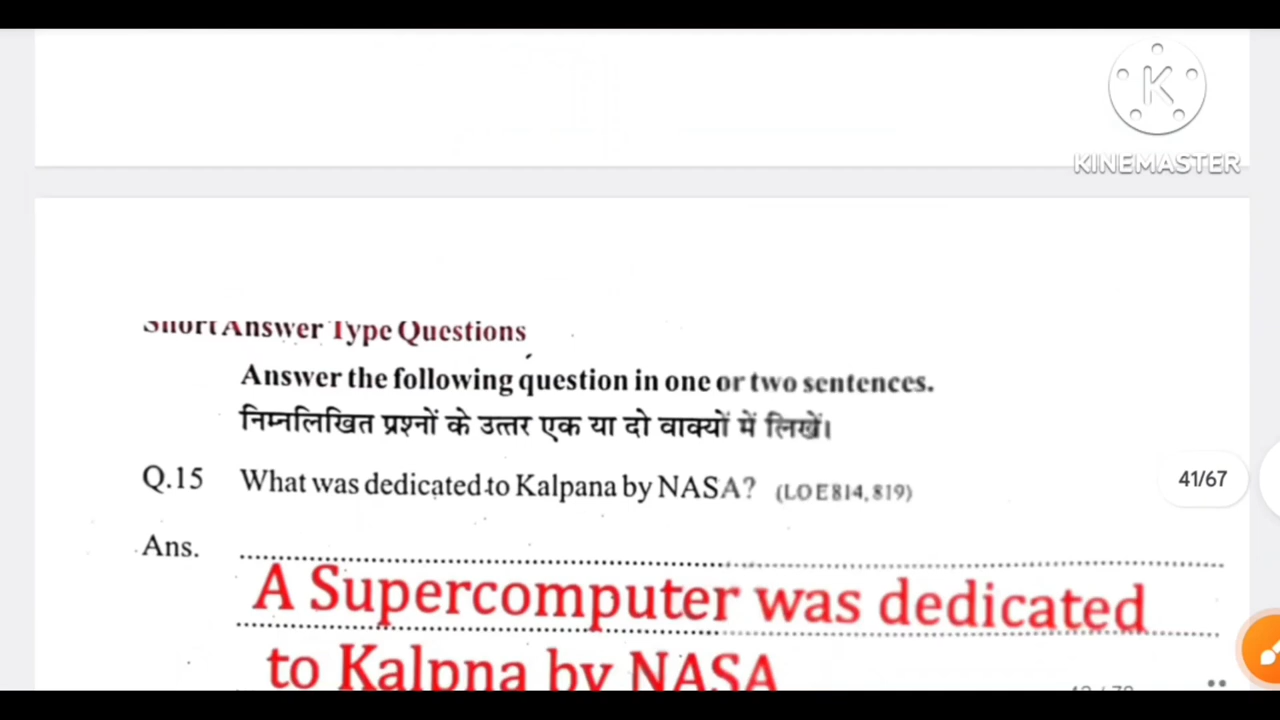 K
KINEMASTER
Short Answer Type Questions
Answer the following question in one or two sentences.
निम्नलिखित प्रश्नों के उत्तर एक या दो वाक्यों में लिखें।
Q.15 What was dedicated to Kalpana by NASA? (LOE814, 819)
41/67
Ans.
A Supercomputer was dedicated
to Kalpna by NASA